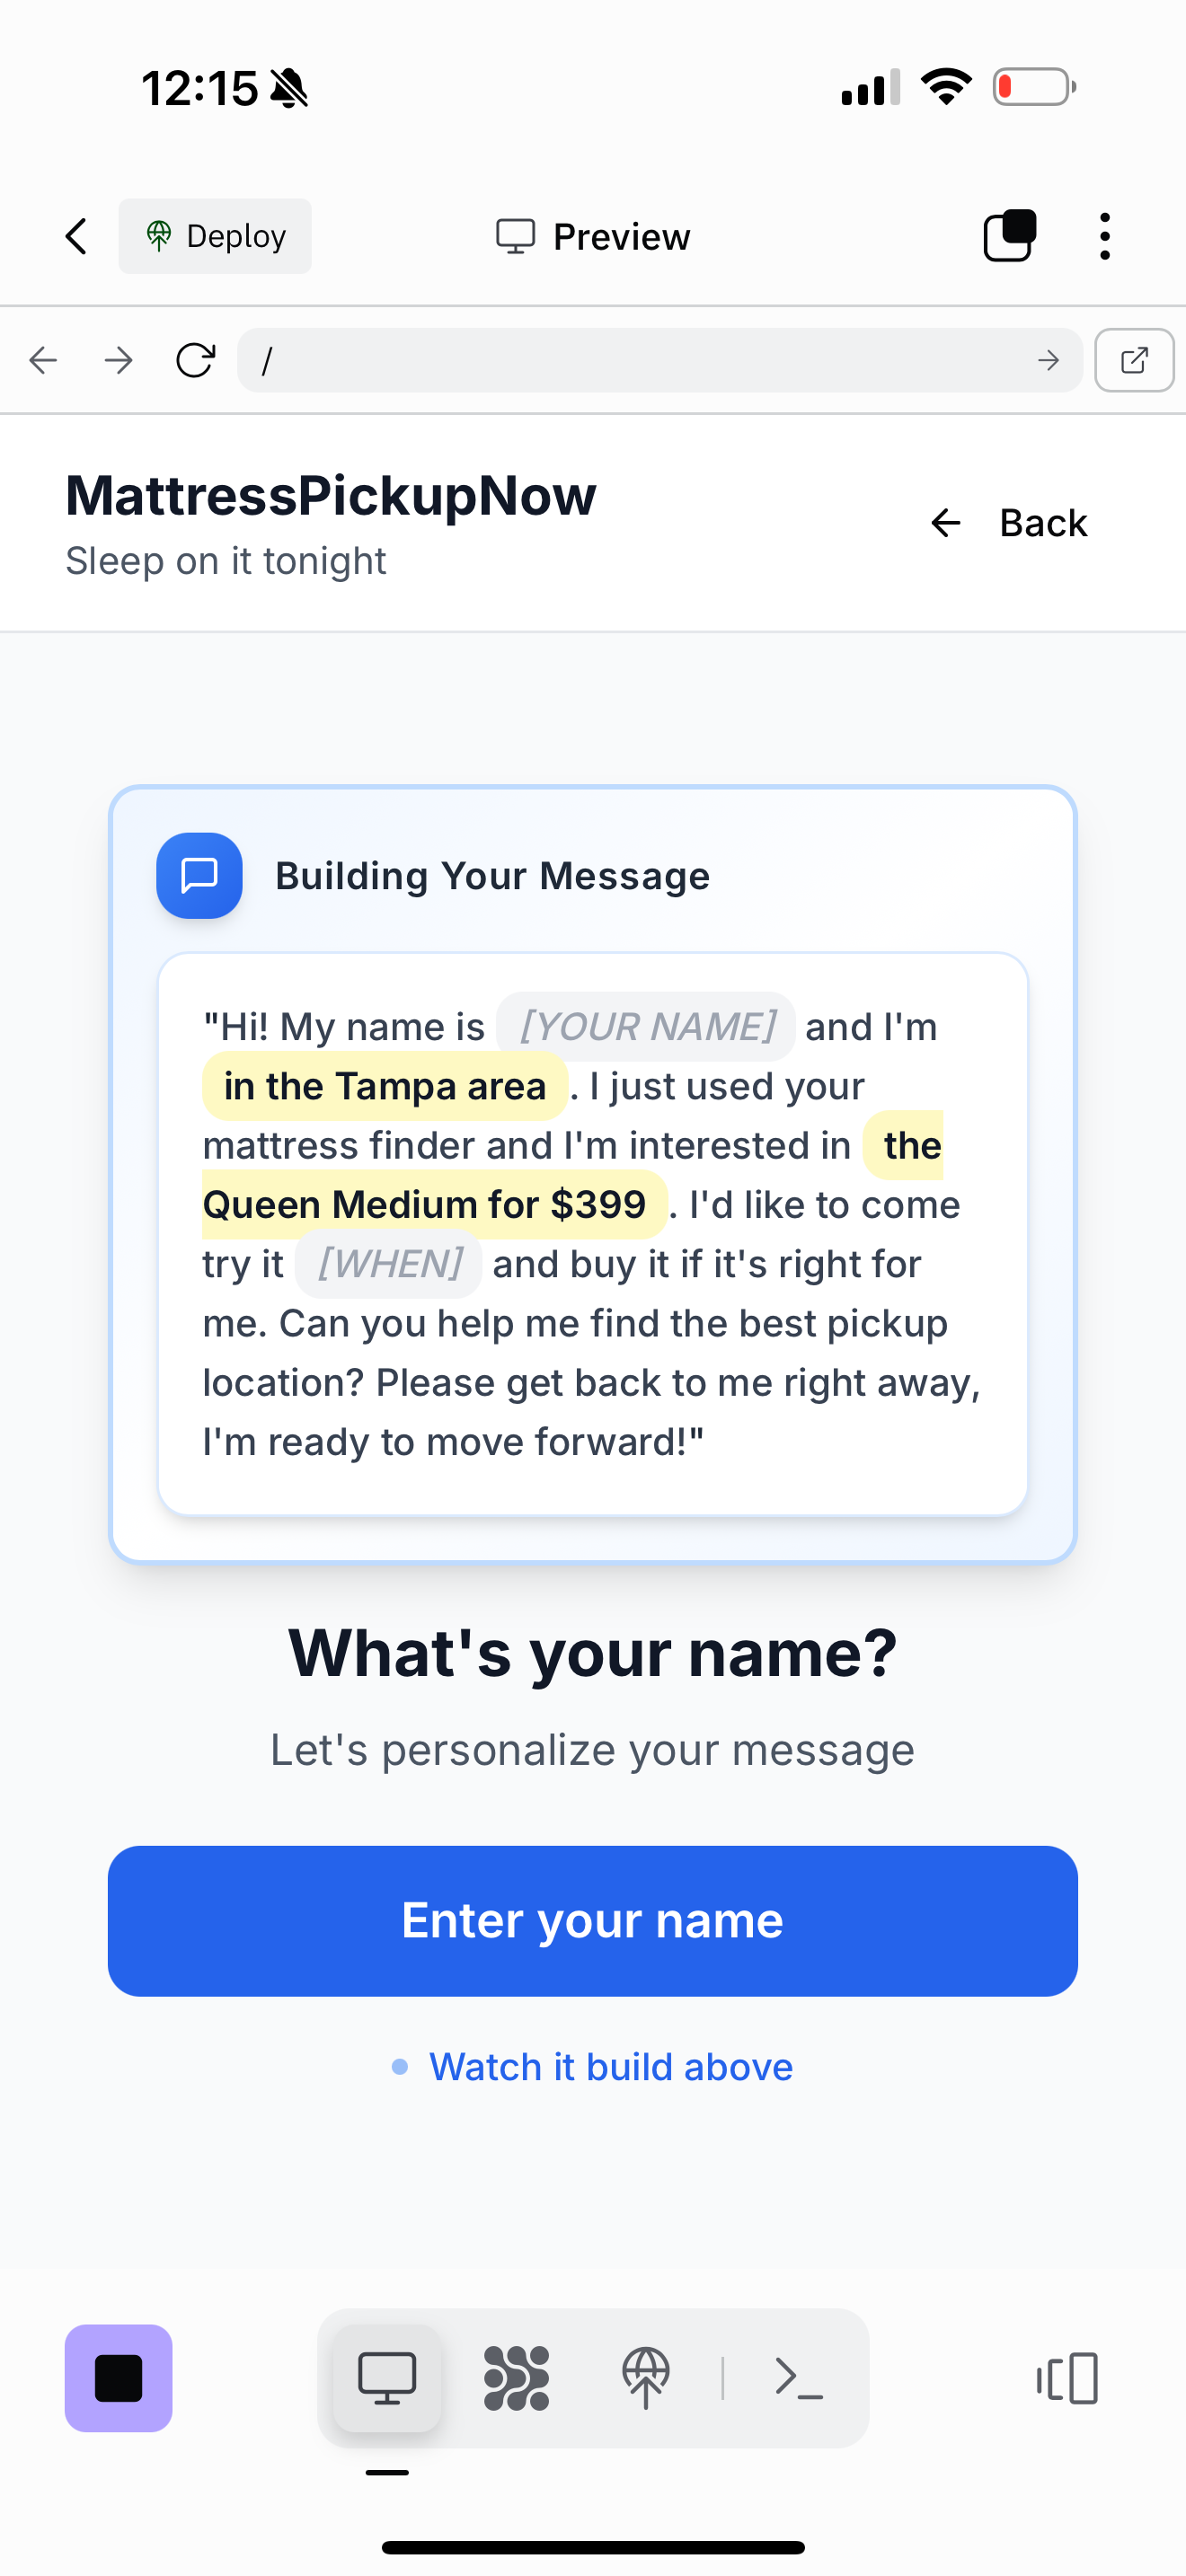 12:15
Deploy
Preview
/
MattressPickupNow
Sleep on it tonight
Back
Building Your Message
"Hi! My name is [YOUR NAME] and I'm
in the Tampa area. I just used your
mattress finder and I'm interested in the
Queen Medium for $399. I'd like to come
try it [WHEN] and buy it if it's right for
me. Can you help me find the best pickup
location? Please get back to me right away,
I'm ready to move forward!"
What's your name?
Let's personalize your message
Enter your name
Watch it build above